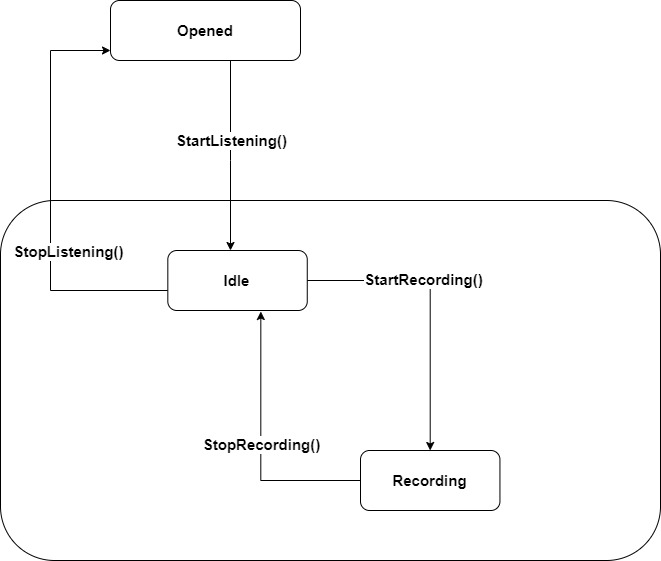 Opened
StartListening()
StopListening()
Idle
StartRecording()
StopRecording()
Recording